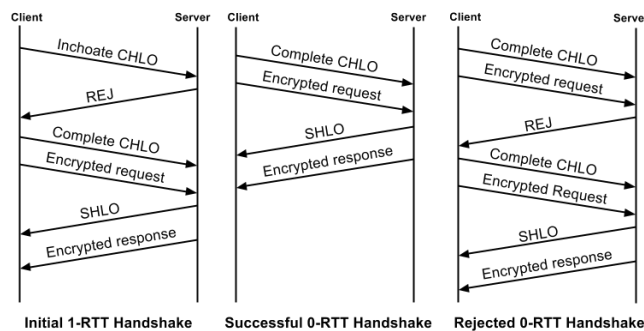 Client Server
Inchoate CHLO
REJ
Complete CHLO
Encrypted request
SHLO
Encrypted response
Initial 1-RTT Handshake
Client Server
Complete CHLO
Encrypted request
SHLO
Encrypted response
Successful 0-RTT Handshake
Client Server
Complete CHLO
Encrypted request
REJ
Complete CHLO
Encrypted Request
SHLO
Encrypted response
Rejected 0-RTT Handshake